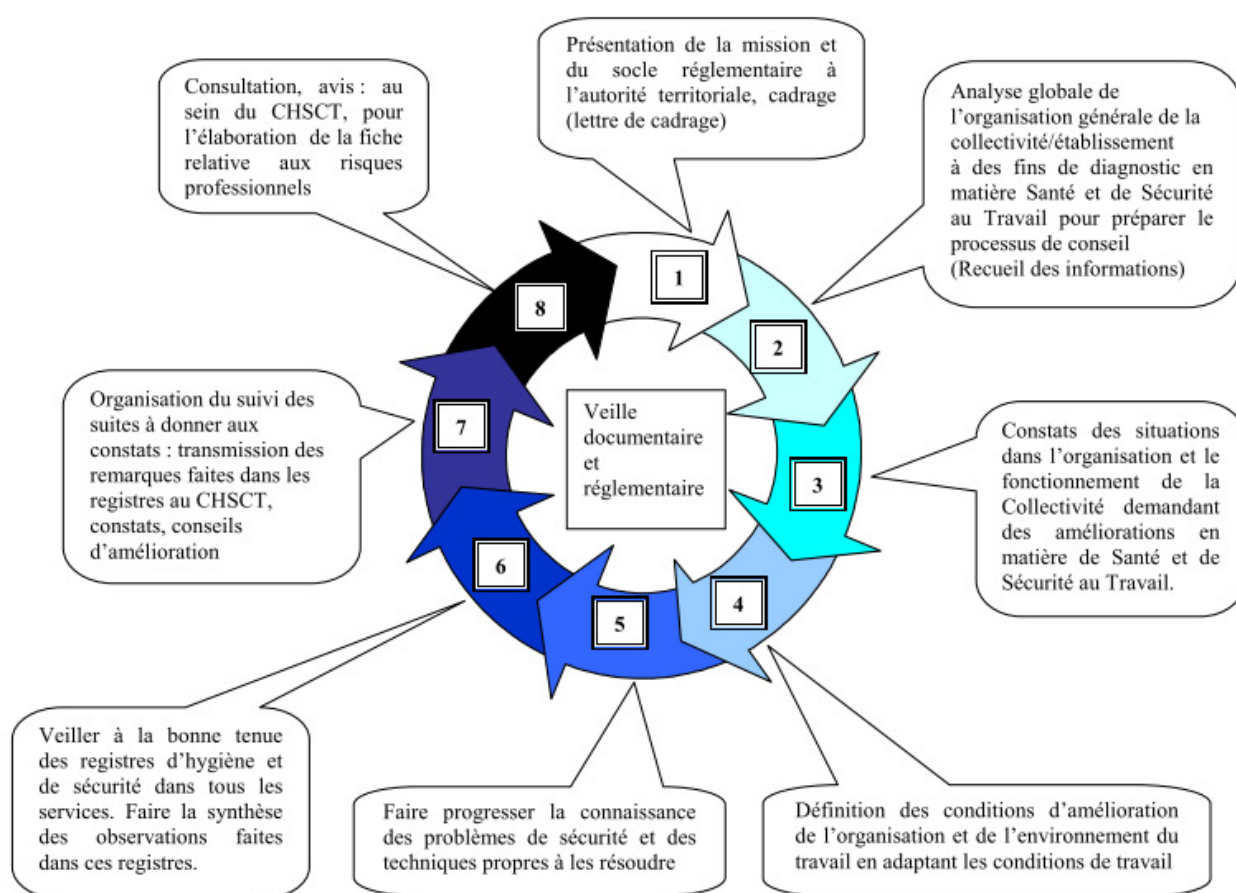 Présentation de la mission et
du socle réglementaire à
l'autorité territoriale, cadrage
(lettre de cadrage)
Consultation, avis : au
sein du CHSCT, pour
l'élaboration de la fiche
relative aux risques
professionnels
Analyse globale de
l'organisation générale de la
collectivité/établissement
à des fins de diagnostic en
matière Santé et de Sécurité
au Travail pour préparer le
processus de conseil
(Recueil des informations)
1
8
2
Organisation du suivi des
suites à donner aux
constats : transmission des
remarques faites dans les
registres au CHSCT,
constats, conseils
d'amélioration
7
Veille
documentaire
et
réglementaire
3
Constats des situations
dans l'organisation et le
fonctionnement de la
Collectivité demandant
des améliorations en
matière de Santé et de
Sécurité au Travail.
6
5
4
Veiller à la bonne tenue
des registres d'hygiène et
de sécurité dans tous les
services. Faire la synthèse
des observations faites
dans ces registres.
Faire progresser la connaissance
des problèmes de sécurité et des
techniques propres à les résoudre
Définition des conditions d'amélioration
de l'organisation et de l'environnement du
travail en adaptant les conditions de travail